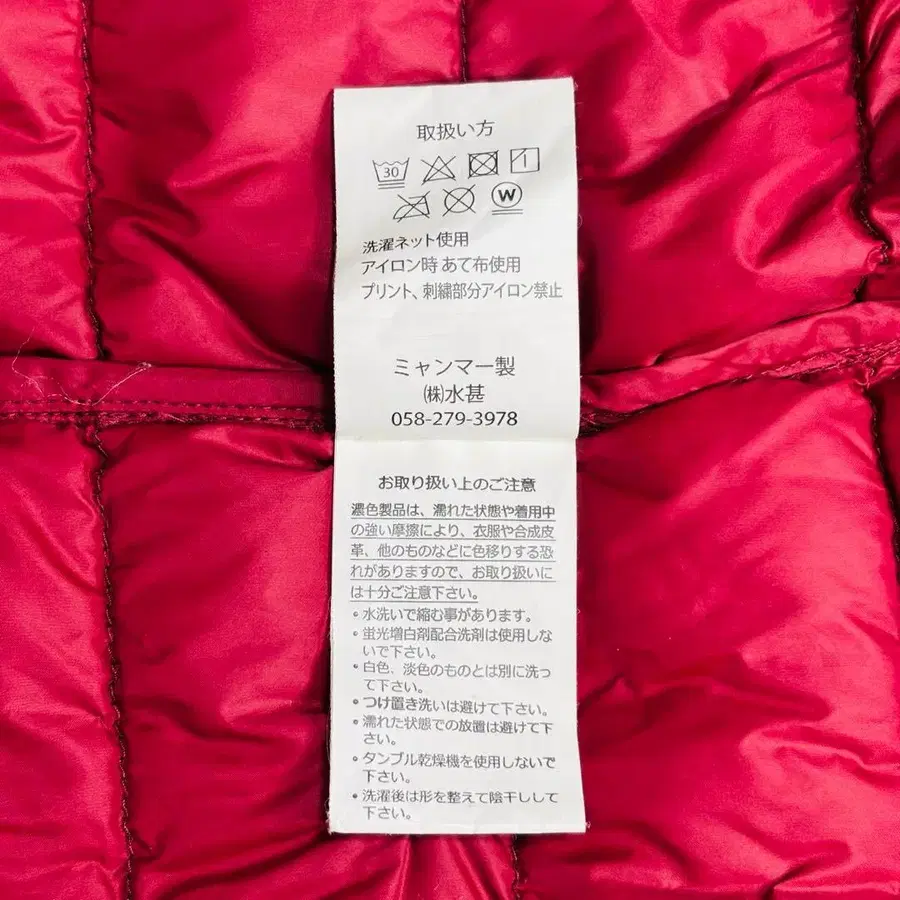 取扱い方
30
W
洗濯ネット使用
アイロン時 あて布使用
プリント、刺繍部分アイロン禁止
ミャンマー製
㈱水甚
058-279-3978
お取り扱い上のご注意
濃色製品は、濡れた状態や着用中
の強い摩擦により、衣服や合成皮
革、他のものなどに色移りする恐
れがありますので、お取り扱いに
は十分ご注意下さい。
・水洗いで縮む事があります。
・蛍光増白剤配合洗剤は使用しな
いで下さい。
・白色、淡色のものとは別に洗っ
て下さい。
・つけ置き洗いは避けて下さい。
・濡れた状態での放置は避けて下
さい。
・タンブル乾燥機を使用しないで
下さい。
・洗濯後は形を整えて陰干しして
下さい。